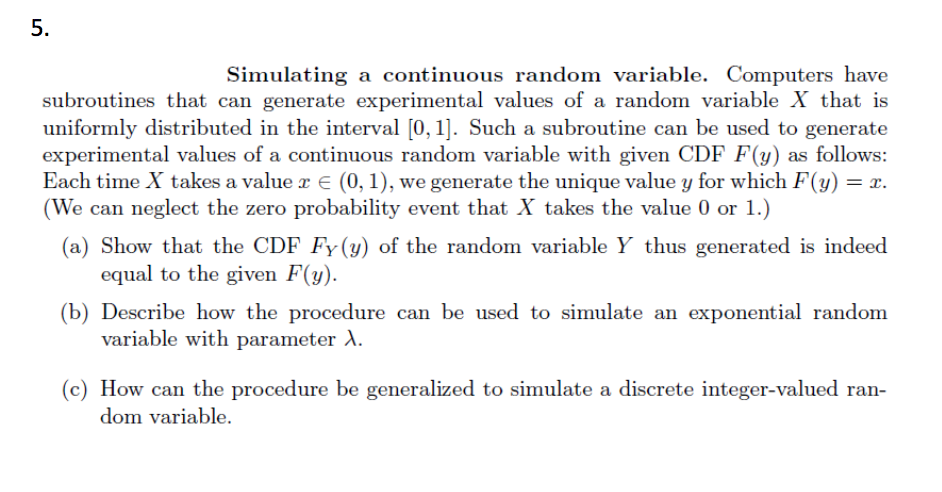 5.
Simulating a continuous random variable. Computers have
subroutines that can generate experimental values of a random variable X that is
uniformly distributed in the interval [0, 1]. Such a subroutine can be used to generate
experimental values of a continuous random variable with given CDF F(y) as follows:
Each time X takes a value x ∈ (0, 1), we generate the unique value y for which F(y) = x.
(We can neglect the zero probability event that X takes the value 0 or 1.)
(a) Show that the CDF F_Y(y) of the random variable Y thus generated is indeed
equal to the given F(y).
(b) Describe how the procedure can be used to simulate an exponential random
variable with parameter λ.
(c) How can the procedure be generalized to simulate a discrete integer-valued ran-
dom variable.